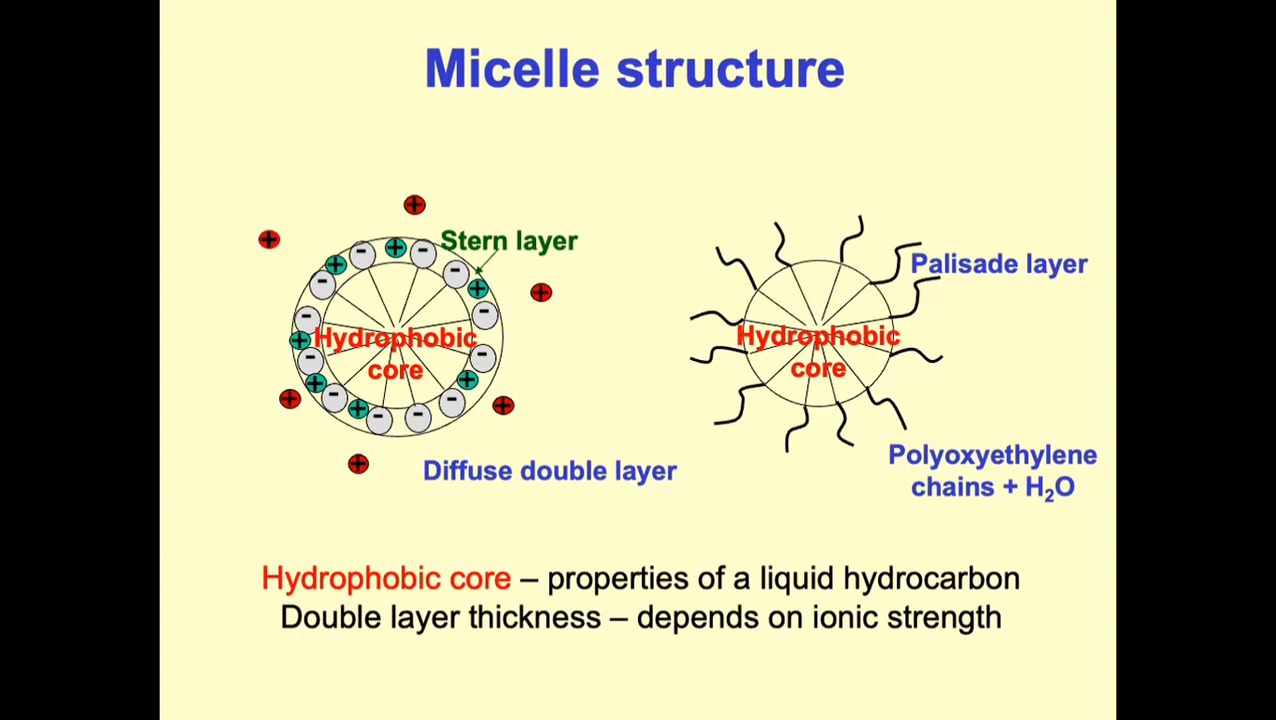 Micelle structure
Stern layer
Hydrophobic
core
Diffuse double layer
Palisade layer
Hydrophobic
core
Polyoxyethylene
chains + H₂O
Hydrophobic core – properties of a liquid hydrocarbon
Double layer thickness – depends on ionic strength